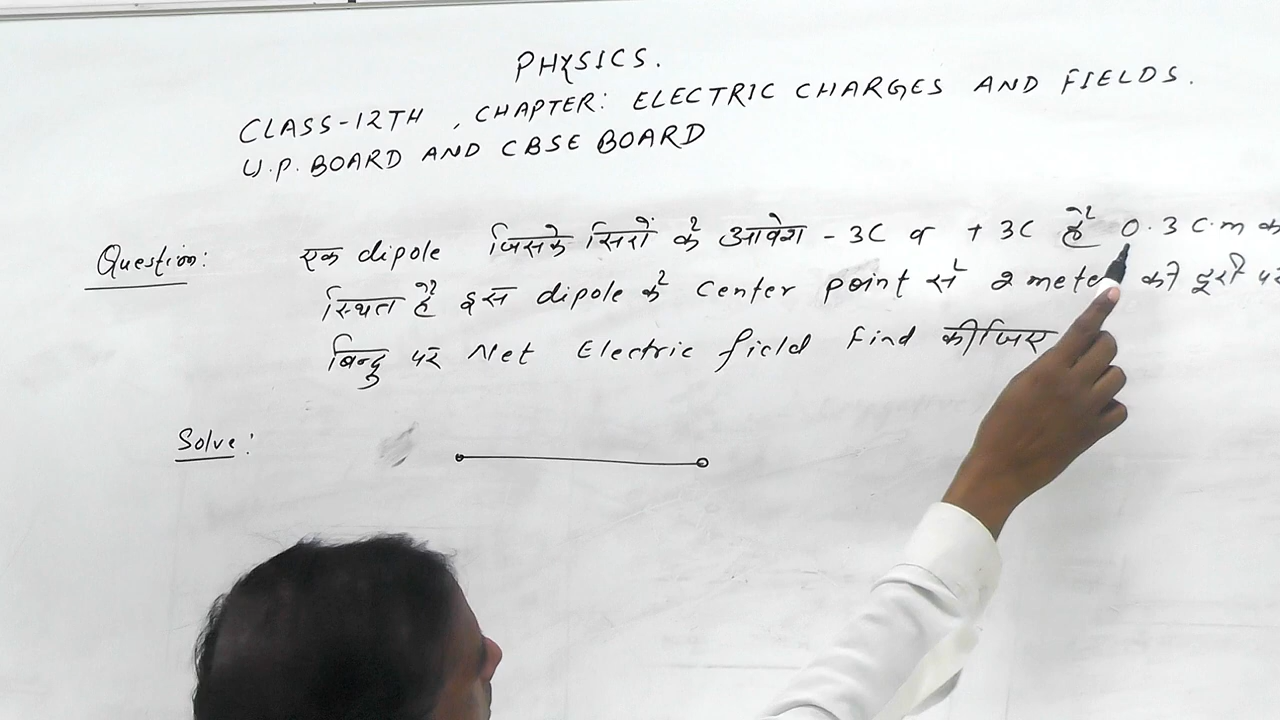 PHYSICS.
CLASS-12TH , CHAPTER: ELECTRIC CHARGES AND FIELDS.
U.P. BOARD AND CBSE BOARD
Question: एक dipole जिसके सिरों के आवेश - 3C व + 3C हैं 0.3 C.m
स्थित है इस dipole के Center point से 2 meter की दूरी
बिन्दु पर Net Electric field Find कीजिए
Solve: